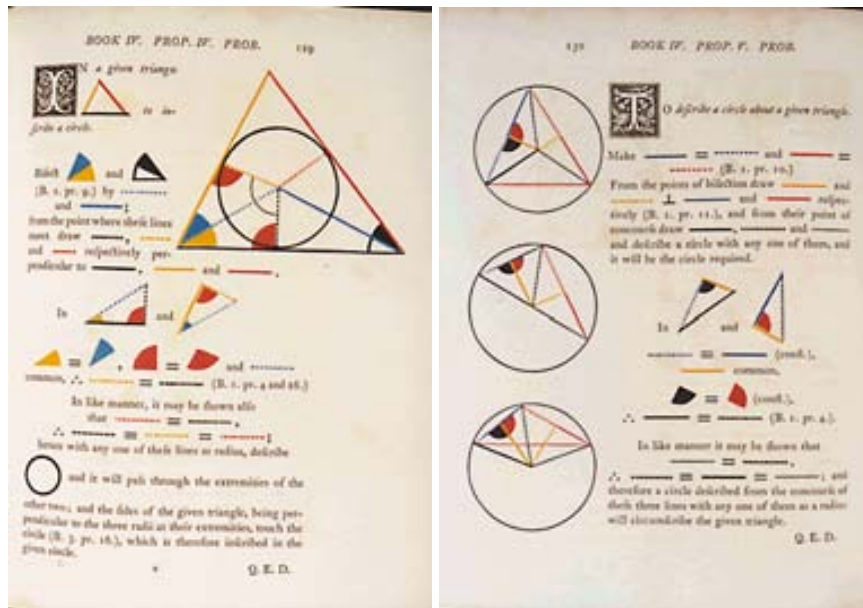 BOOK IV. PROP. IV. PROB. 129
IN a given triangle
to in-
ſcribe a circle.
Biſect and
(B. 1. pr. 9.) by
and ;
from the point where theſe lines
meet draw , 
and reſpectively per-
pendicular to , and .
In and
= , = and
common, ∴ = (B. 1. pr. 4 and 26.)
In like manner, it may be ſhown alſo
that = ,
∴ = = ;
hence with any one of theſe lines as radius, deſcribe
and it will paſs through the extremities of the
other two; and the ſides of the given triangle, being per-
pendicular to the three radii at their extremities, touch the
circle (B. 3. pr. 16.), which is therefore inſcribed in the
given circle.
Q. E. D.
130 BOOK IV. PROP. V. PROB.
TO deſcribe a circle about a given triangle.
Make = and =
(B. 1. pr. 10.)
From the points of biſection draw and
⊥ and reſpec-
tively (B. 1. pr. 11.), and from their point of
concourſe draw , and
and deſcribe a circle with any one of them, and
it will be the circle required.
In and
= (conſt.),
common,
= (conſt.),
∴ = (B. 1. pr. 4.).
In like manner it may be ſhown that
= ,
∴ = = ; and
therefore a circle deſcribed from the concourſe of
theſe three lines with any one of them as a radius
will circumſcribe the given triangle.
Q. E. D.